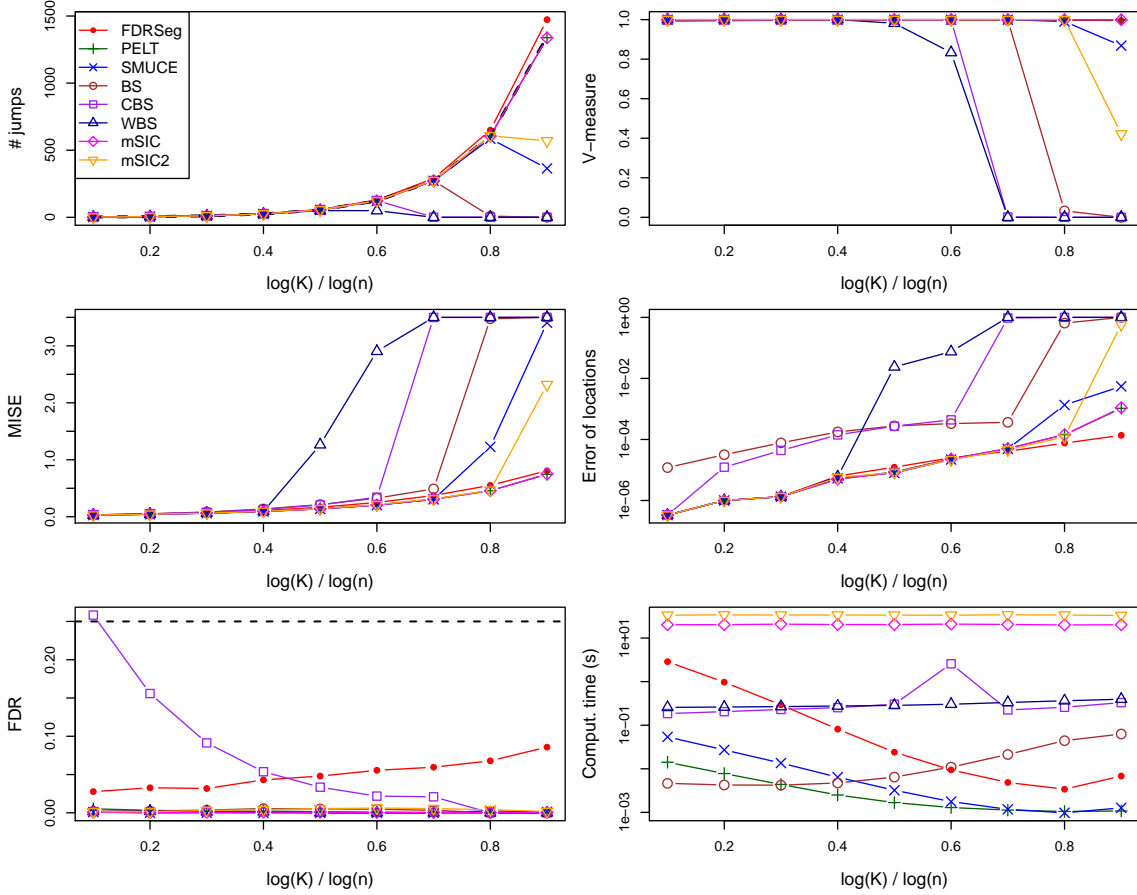 # jumps
0
500
1000
1500
FDRSeg
PELT
SMUCE
BS
CBS
WBS
mSIC
mSIC2
0.2 0.4 0.6 0.8
log(K) / log(n)
V-measure
0.0 0.2 0.4 0.6 0.8 1.0
0.2 0.4 0.6 0.8
log(K) / log(n)
MISE
0.0 1.0 2.0 3.0
0.2 0.4 0.6 0.8
log(K) / log(n)
Error of locations
1e-06 1e-04 1e-02 1e+00
0.2 0.4 0.6 0.8
log(K) / log(n)
FDR
0.00 0.10 0.20
0.2 0.4 0.6 0.8
log(K) / log(n)
Comput. time (s)
1e-03 1e-01 1e+01
0.2 0.4 0.6 0.8
log(K) / log(n)